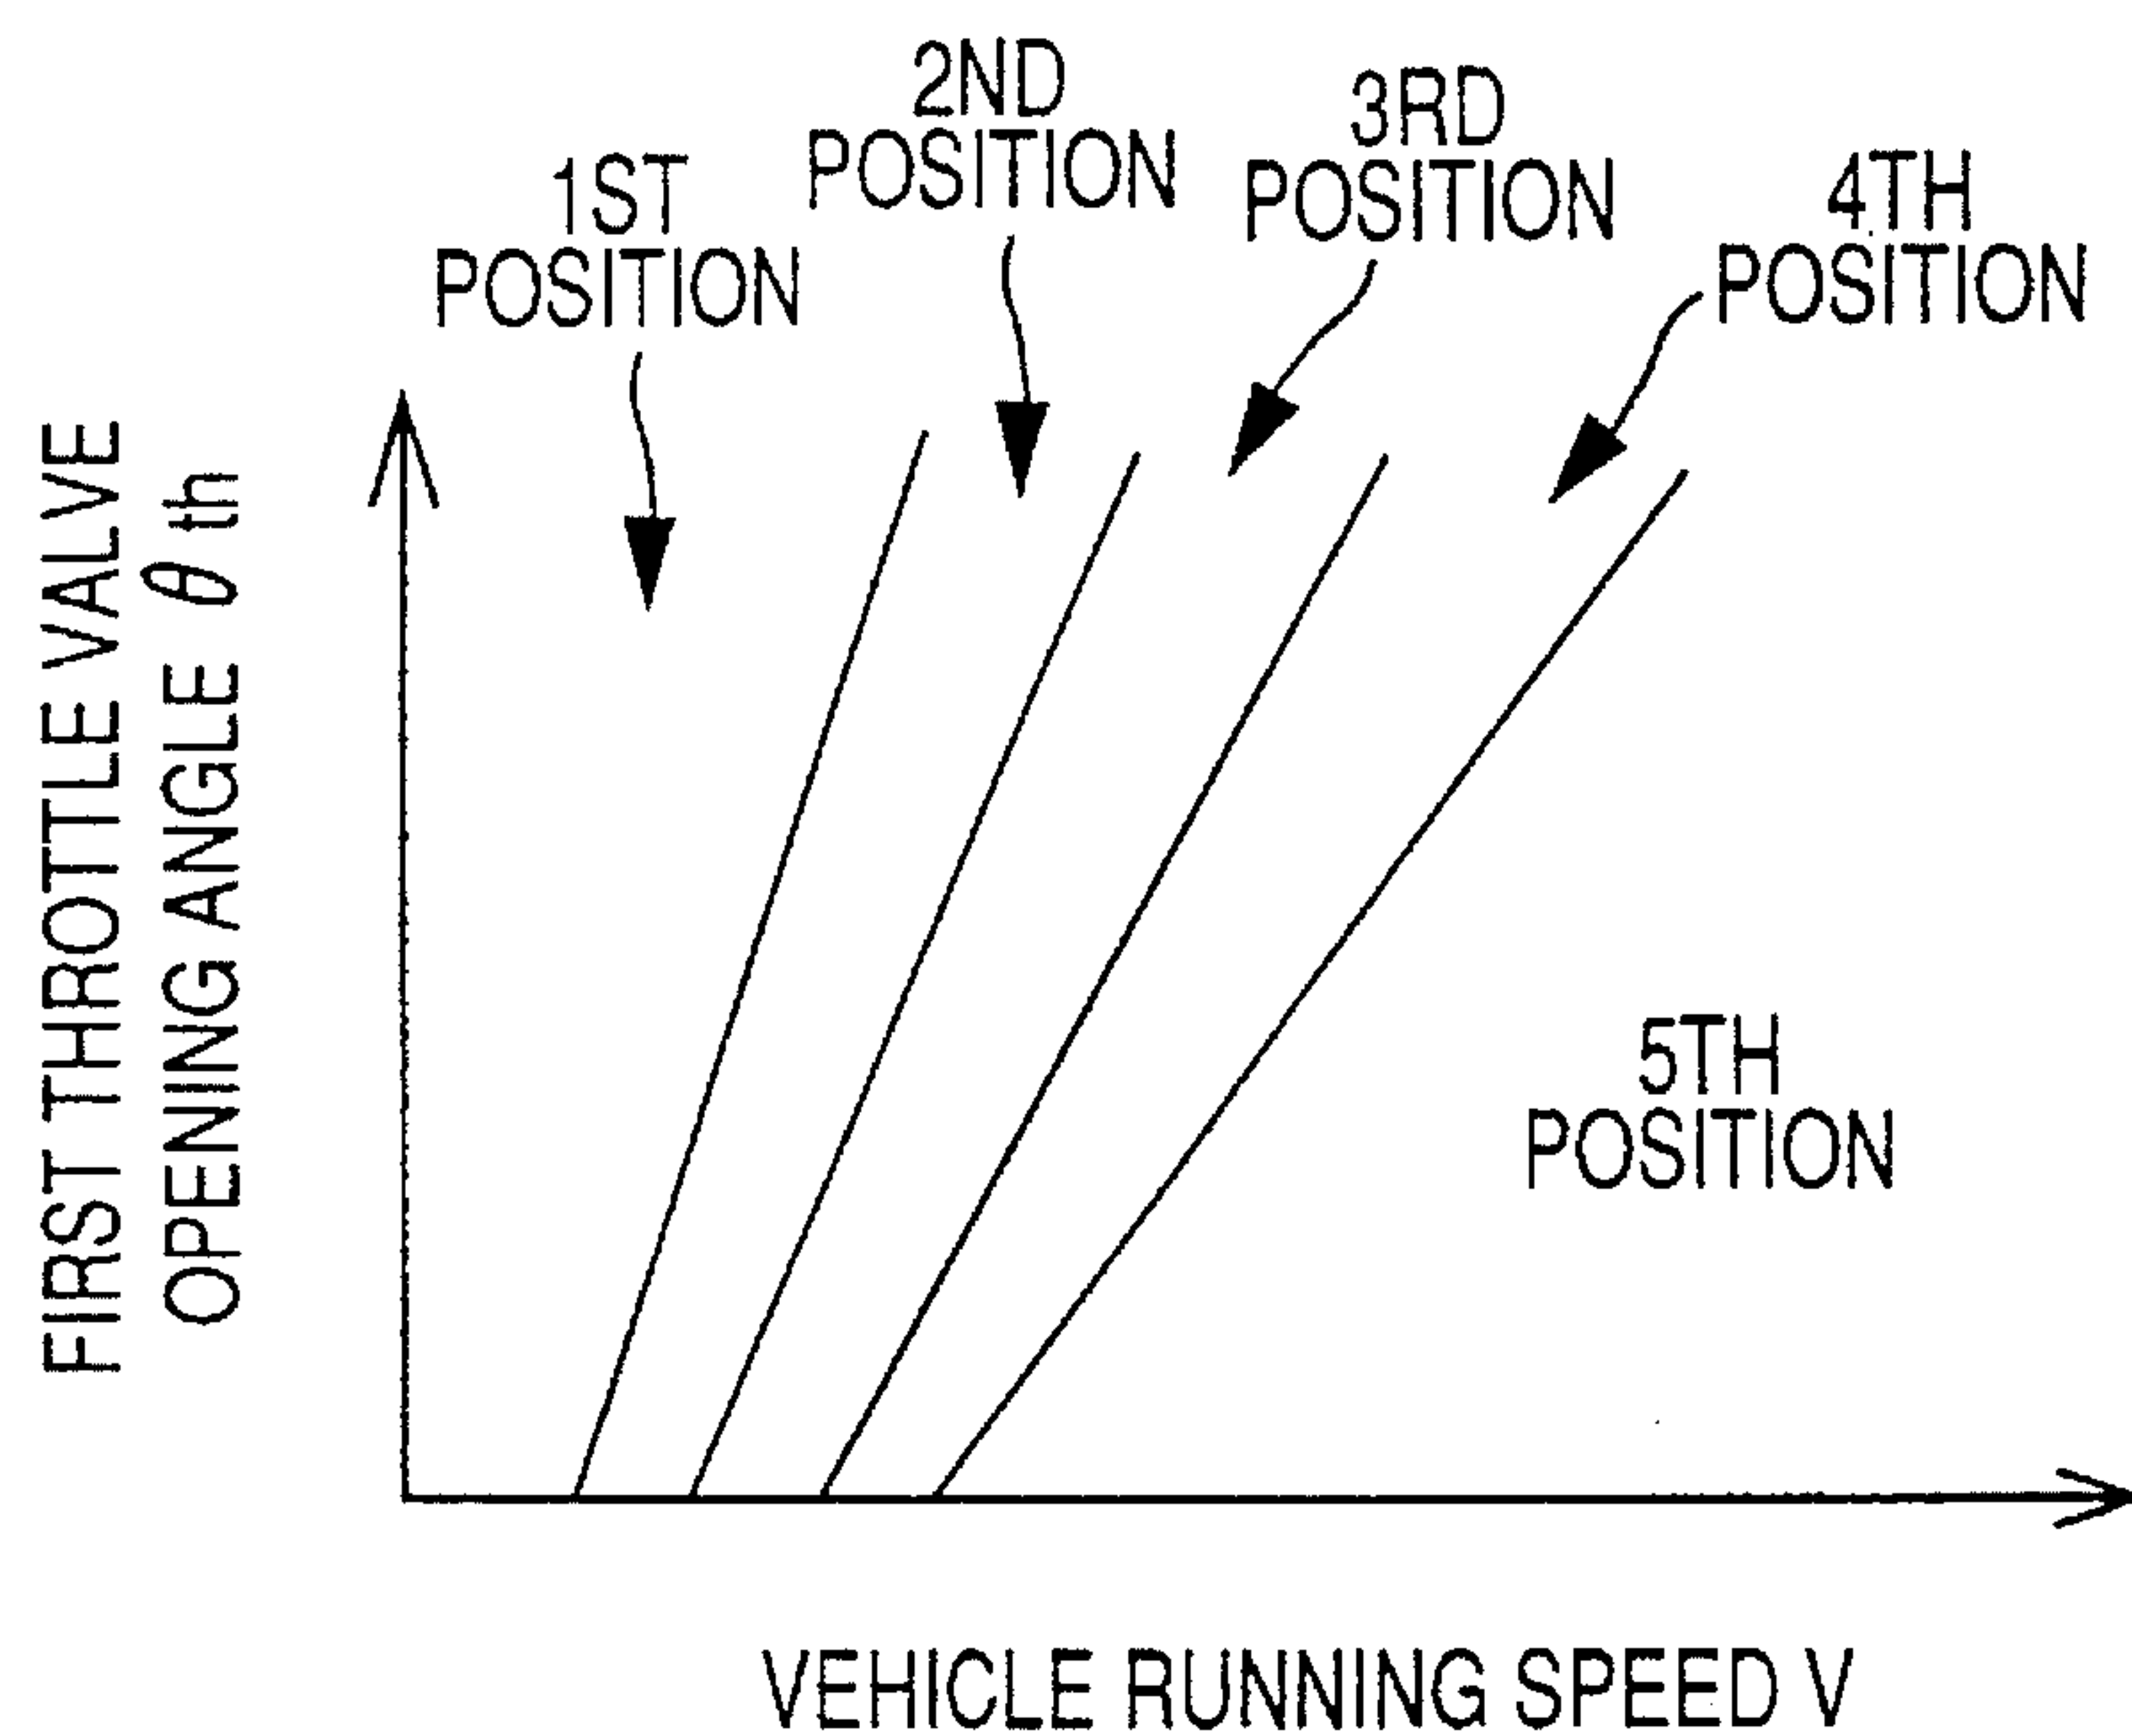 2ND
POSITION
3RD
POSITION
1ST
POSITION
4TH
POSITION
FIRST THROTTLE VALVE
OPENING ANGLE θ th
5TH
POSITION
VEHICLE RUNNING SPEED V